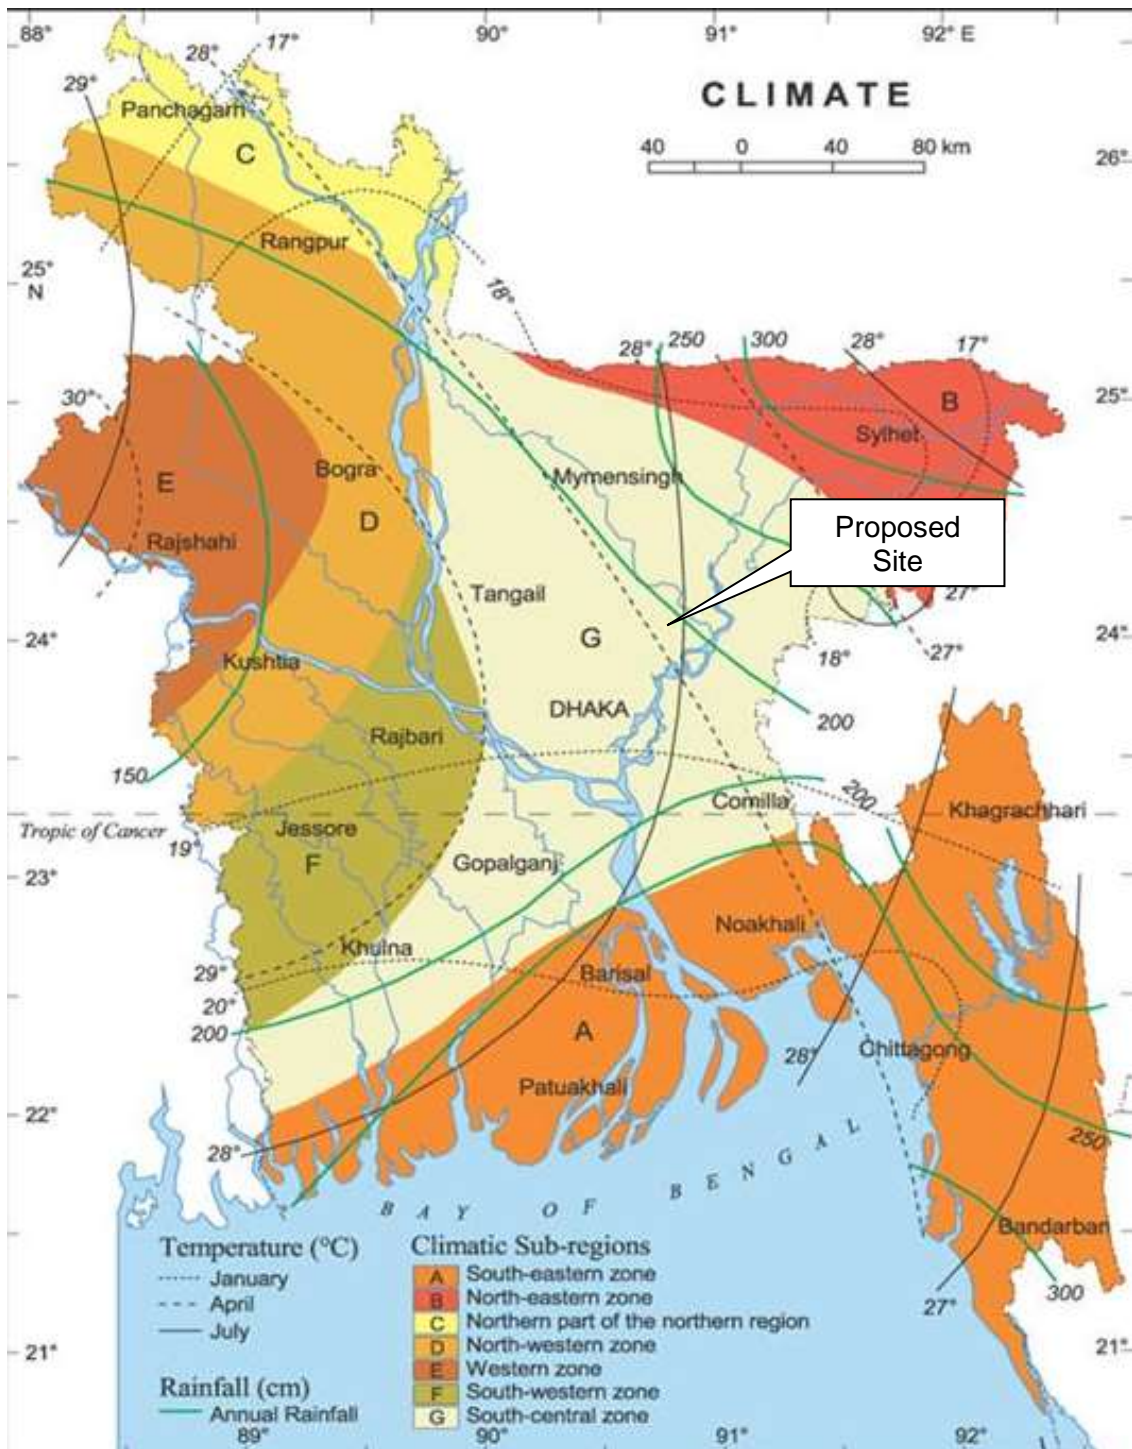 88°
90°
91°
92° E
17°
28°
29°
CLIMATE
Panchagarh
40 0 40 80 km
C
26°
Rangpur
25°
N
18°
28°
250
300
28°
17°
25°
B
30°
Sylhet
Mymensingh
Bogra
E
D
Proposed
Site
Rajshahi
Tangail
27°
24°
G
24°
Kushtia
18°
27°
DHAKA
200
Rajbari
150
Comilla
200
Khagrachhari
Tropic of Cancer
Jessore
19°
F
Gopalganj
23°
23°
Noakhali
Khulna
29°
Barisal
20°
200
A
28°
Chittagong
Patuakhali
22°
22°
28°
250
BAY OF BENGAL
Bandarban
Temperature (°C)
Climatic Sub-regions
January
A South-eastern zone
B North-eastern zone
April
C Northern part of the northern region
July
D North-western zone
E Western zone
Rainfall (cm)
F South-western zone
Annual Rainfall
G South-central zone
27°
300
21°
21°
89°
90°
91°
92°